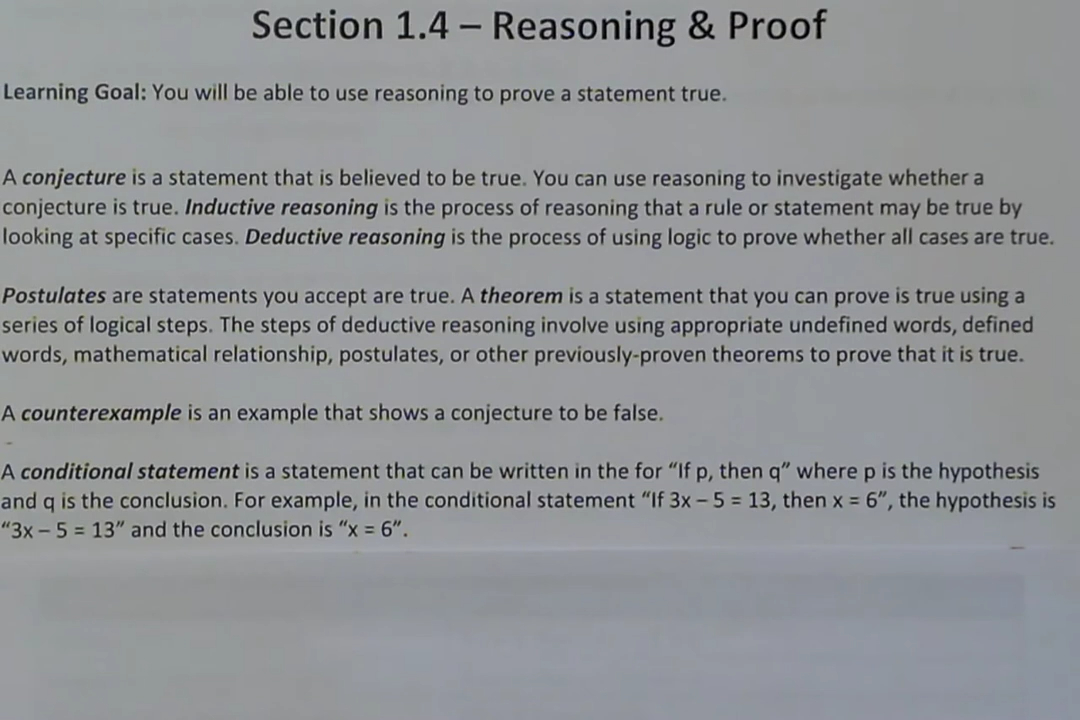 Section 1.4 – Reasoning & Proof
Learning Goal: You will be able to use reasoning to prove a statement true.
A conjecture is a statement that is believed to be true. You can use reasoning to investigate whether a
conjecture is true. Inductive reasoning is the process of reasoning that a rule or statement may be true by
looking at specific cases. Deductive reasoning is the process of using logic to prove whether all cases are true.
Postulates are statements you accept are true. A theorem is a statement that you can prove is true using a
series of logical steps. The steps of deductive reasoning involve using appropriate undefined words, defined
words, mathematical relationship, postulates, or other previously-proven theorems to prove that it is true.
A counterexample is an example that shows a conjecture to be false.
A conditional statement is a statement that can be written in the for “If p, then q” where p is the hypothesis
and q is the conclusion. For example, in the conditional statement “If 3x – 5 = 13, then x = 6”, the hypothesis is
“3x – 5 = 13” and the conclusion is “x = 6”.